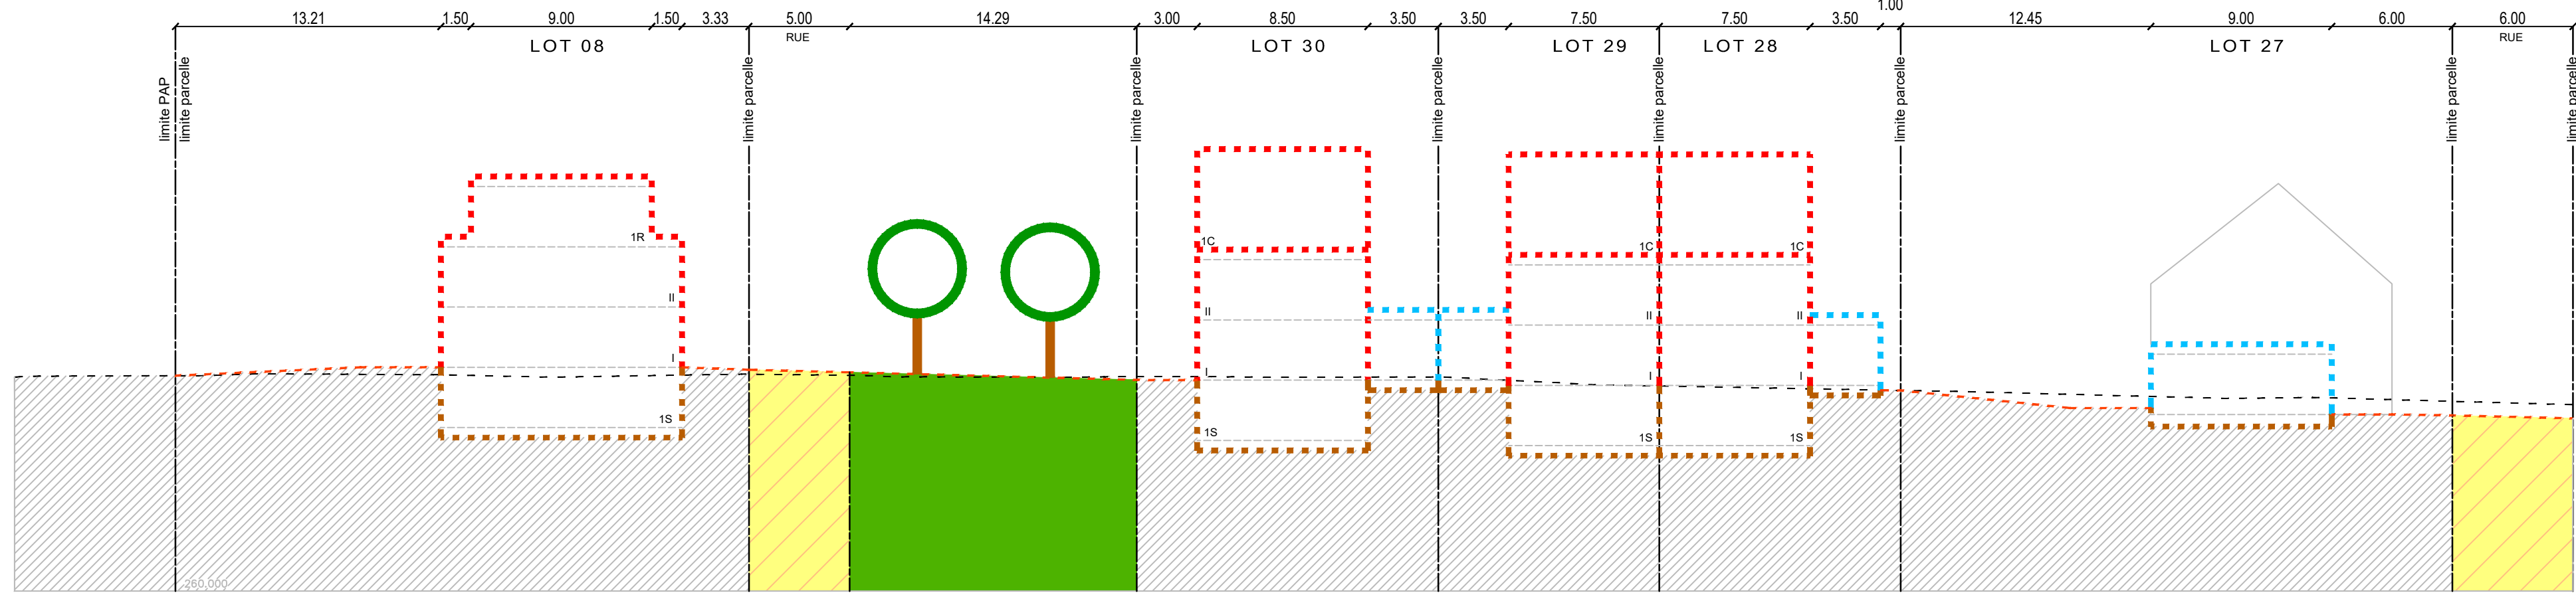 13.21 1.50 9.00 1.50 3.33 5.00 14.29 3.00 8.50 3.50 3.50 7.50 7.50 3.50 1.00 12.45 9.00 6.00 6.00
RUE RUE
LOT 08 LOT 30 LOT 29 LOT 28 LOT 27
limite PAP
limite parcelle
limite parcelle
limite parcelle
limite parcelle
limite parcelle
limite parcelle
limite parcelle
limite parcelle
1R
II
I
1S
1C
II
I
1S
1C
II
I
1S
1C
II
I
1S
260.000